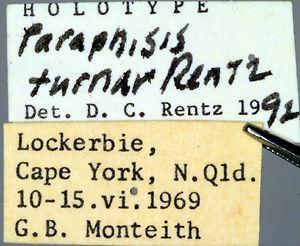 HOLOTYPE
Paraphisis
turnar Rentz
Det. D. C. Rentz 1992
Lockerbie,
Cape York, N.Qld.
10-15.vi.1969
G.B. Monteith